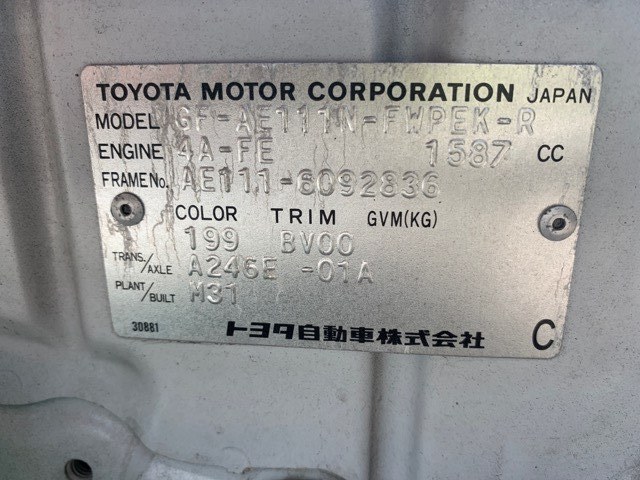 TOYOTA MOTOR CORPORATION JAPAN
MODEL GF-AE111N-FWPEK-R
ENGINE 4A-FE 1587 CC
FRAME No. AE111-6092836
COLOR TRIM GVM(KG)
199 BV00
TRANS./AXLE A246E -01A
PLANT/BUILT M31
30881 トヨタ自動車株式会社 C